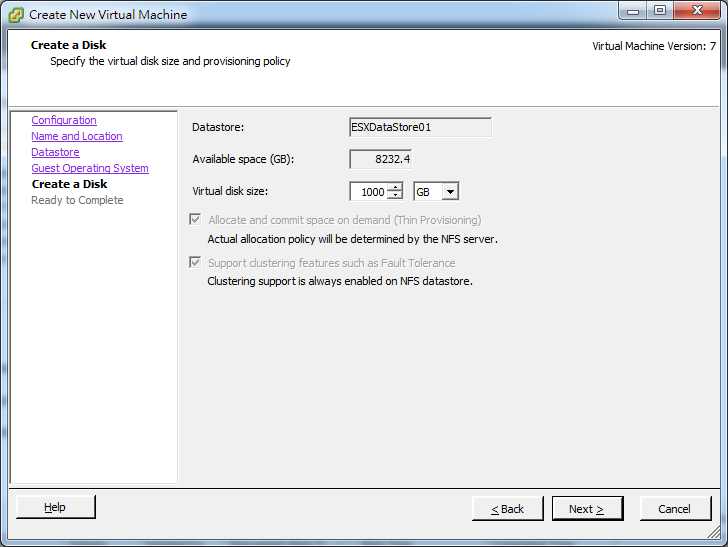 Create New Virtual Machine
Create a Disk
Specify the virtual disk size and provisioning policy
Virtual Machine Version: 7
Configuration
Name and Location
Datastore
Guest Operating System
Create a Disk
Ready to Complete
Datastore:
ESXDataStore01
Available space (GB):
8232.4
Virtual disk size:
1000
GB
Allocate and commit space on demand (Thin Provisioning)
Actual allocation policy will be determined by the NFS server.
Support clustering features such as Fault Tolerance
Clustering support is always enabled on NFS datastore.
Help
< Back
Next >
Cancel